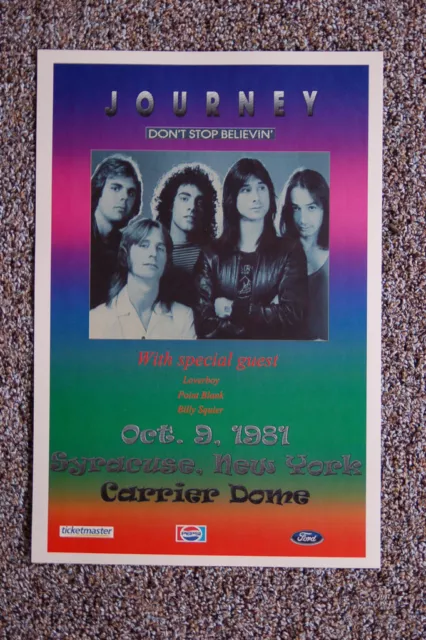 JOURNEY
DON'T STOP BELIEVIN'
With special guest
Loverboy
Point Blank
Billy Squier
Oct. 9, 1981
Syracuse, New York
Carrier Dome
ticketmaster
PEPSI
Ford